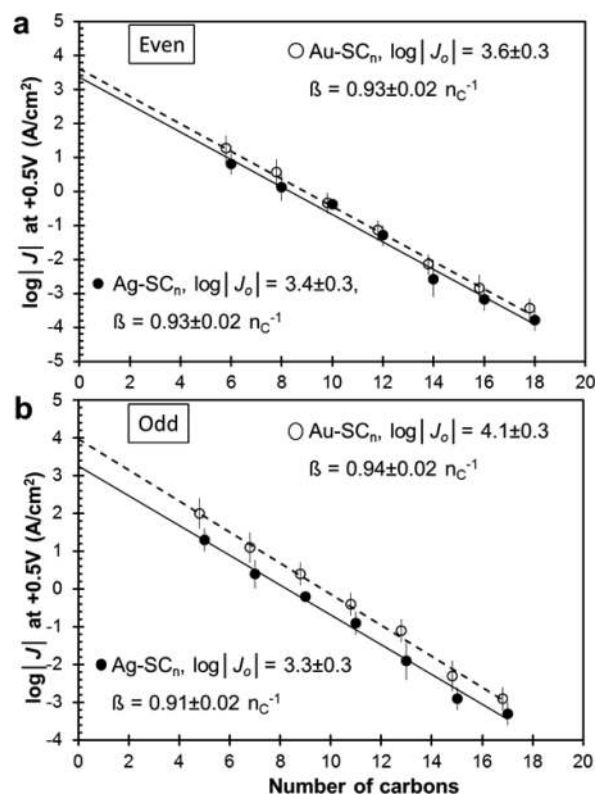 a
Even
Au-SCn, log| Jo| = 3.6±0.3
ß = 0.93±0.02 nC-1
Ag-SCn, log| Jo| = 3.4±0.3,
ß = 0.93±0.02 nC-1
log| J| at +0.5V (A/cm2)
5
4
3
2
1
0
-1
-2
-3
-4
-5
0 2 4 6 8 10 12 14 16 18 20
b
Odd
Au-SCn, log| Jo| = 4.1±0.3
ß = 0.94±0.02 nC-1
Ag-SCn, log| Jo| = 3.3±0.3
ß = 0.91±0.02 nC-1
log| J| at +0.5V (A/cm2)
5
4
3
2
1
0
-1
-2
-3
-4
0 2 4 6 8 10 12 14 16 18 20
Number of carbons